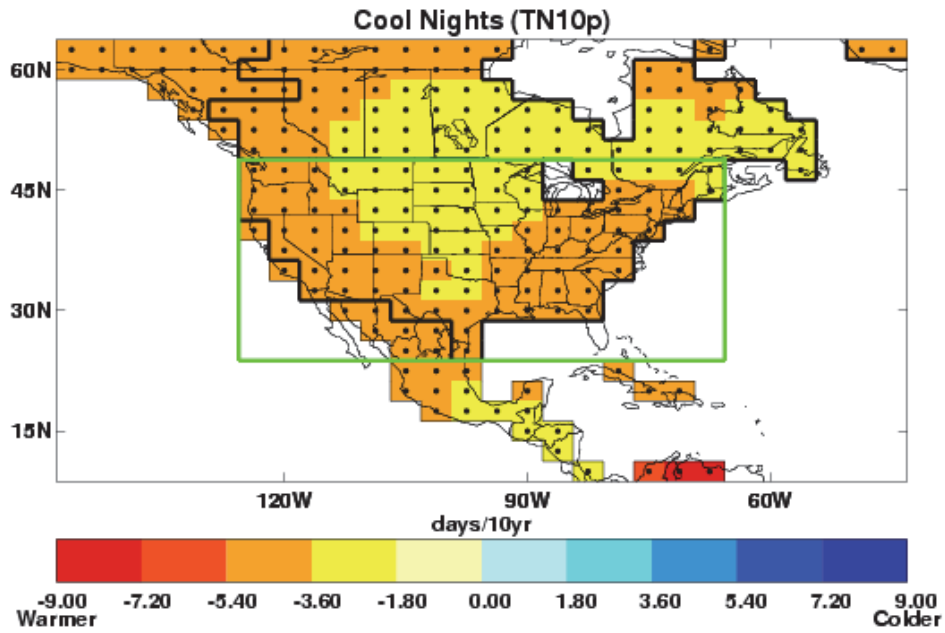 Cool Nights (TN10p)
60N
45N
30N
15N
120W 90W 60W
days/10yr
-9.00 -7.20 -5.40 -3.60 -1.80 0.00 1.80 3.60 5.40 7.20 9.00
Warmer Colder